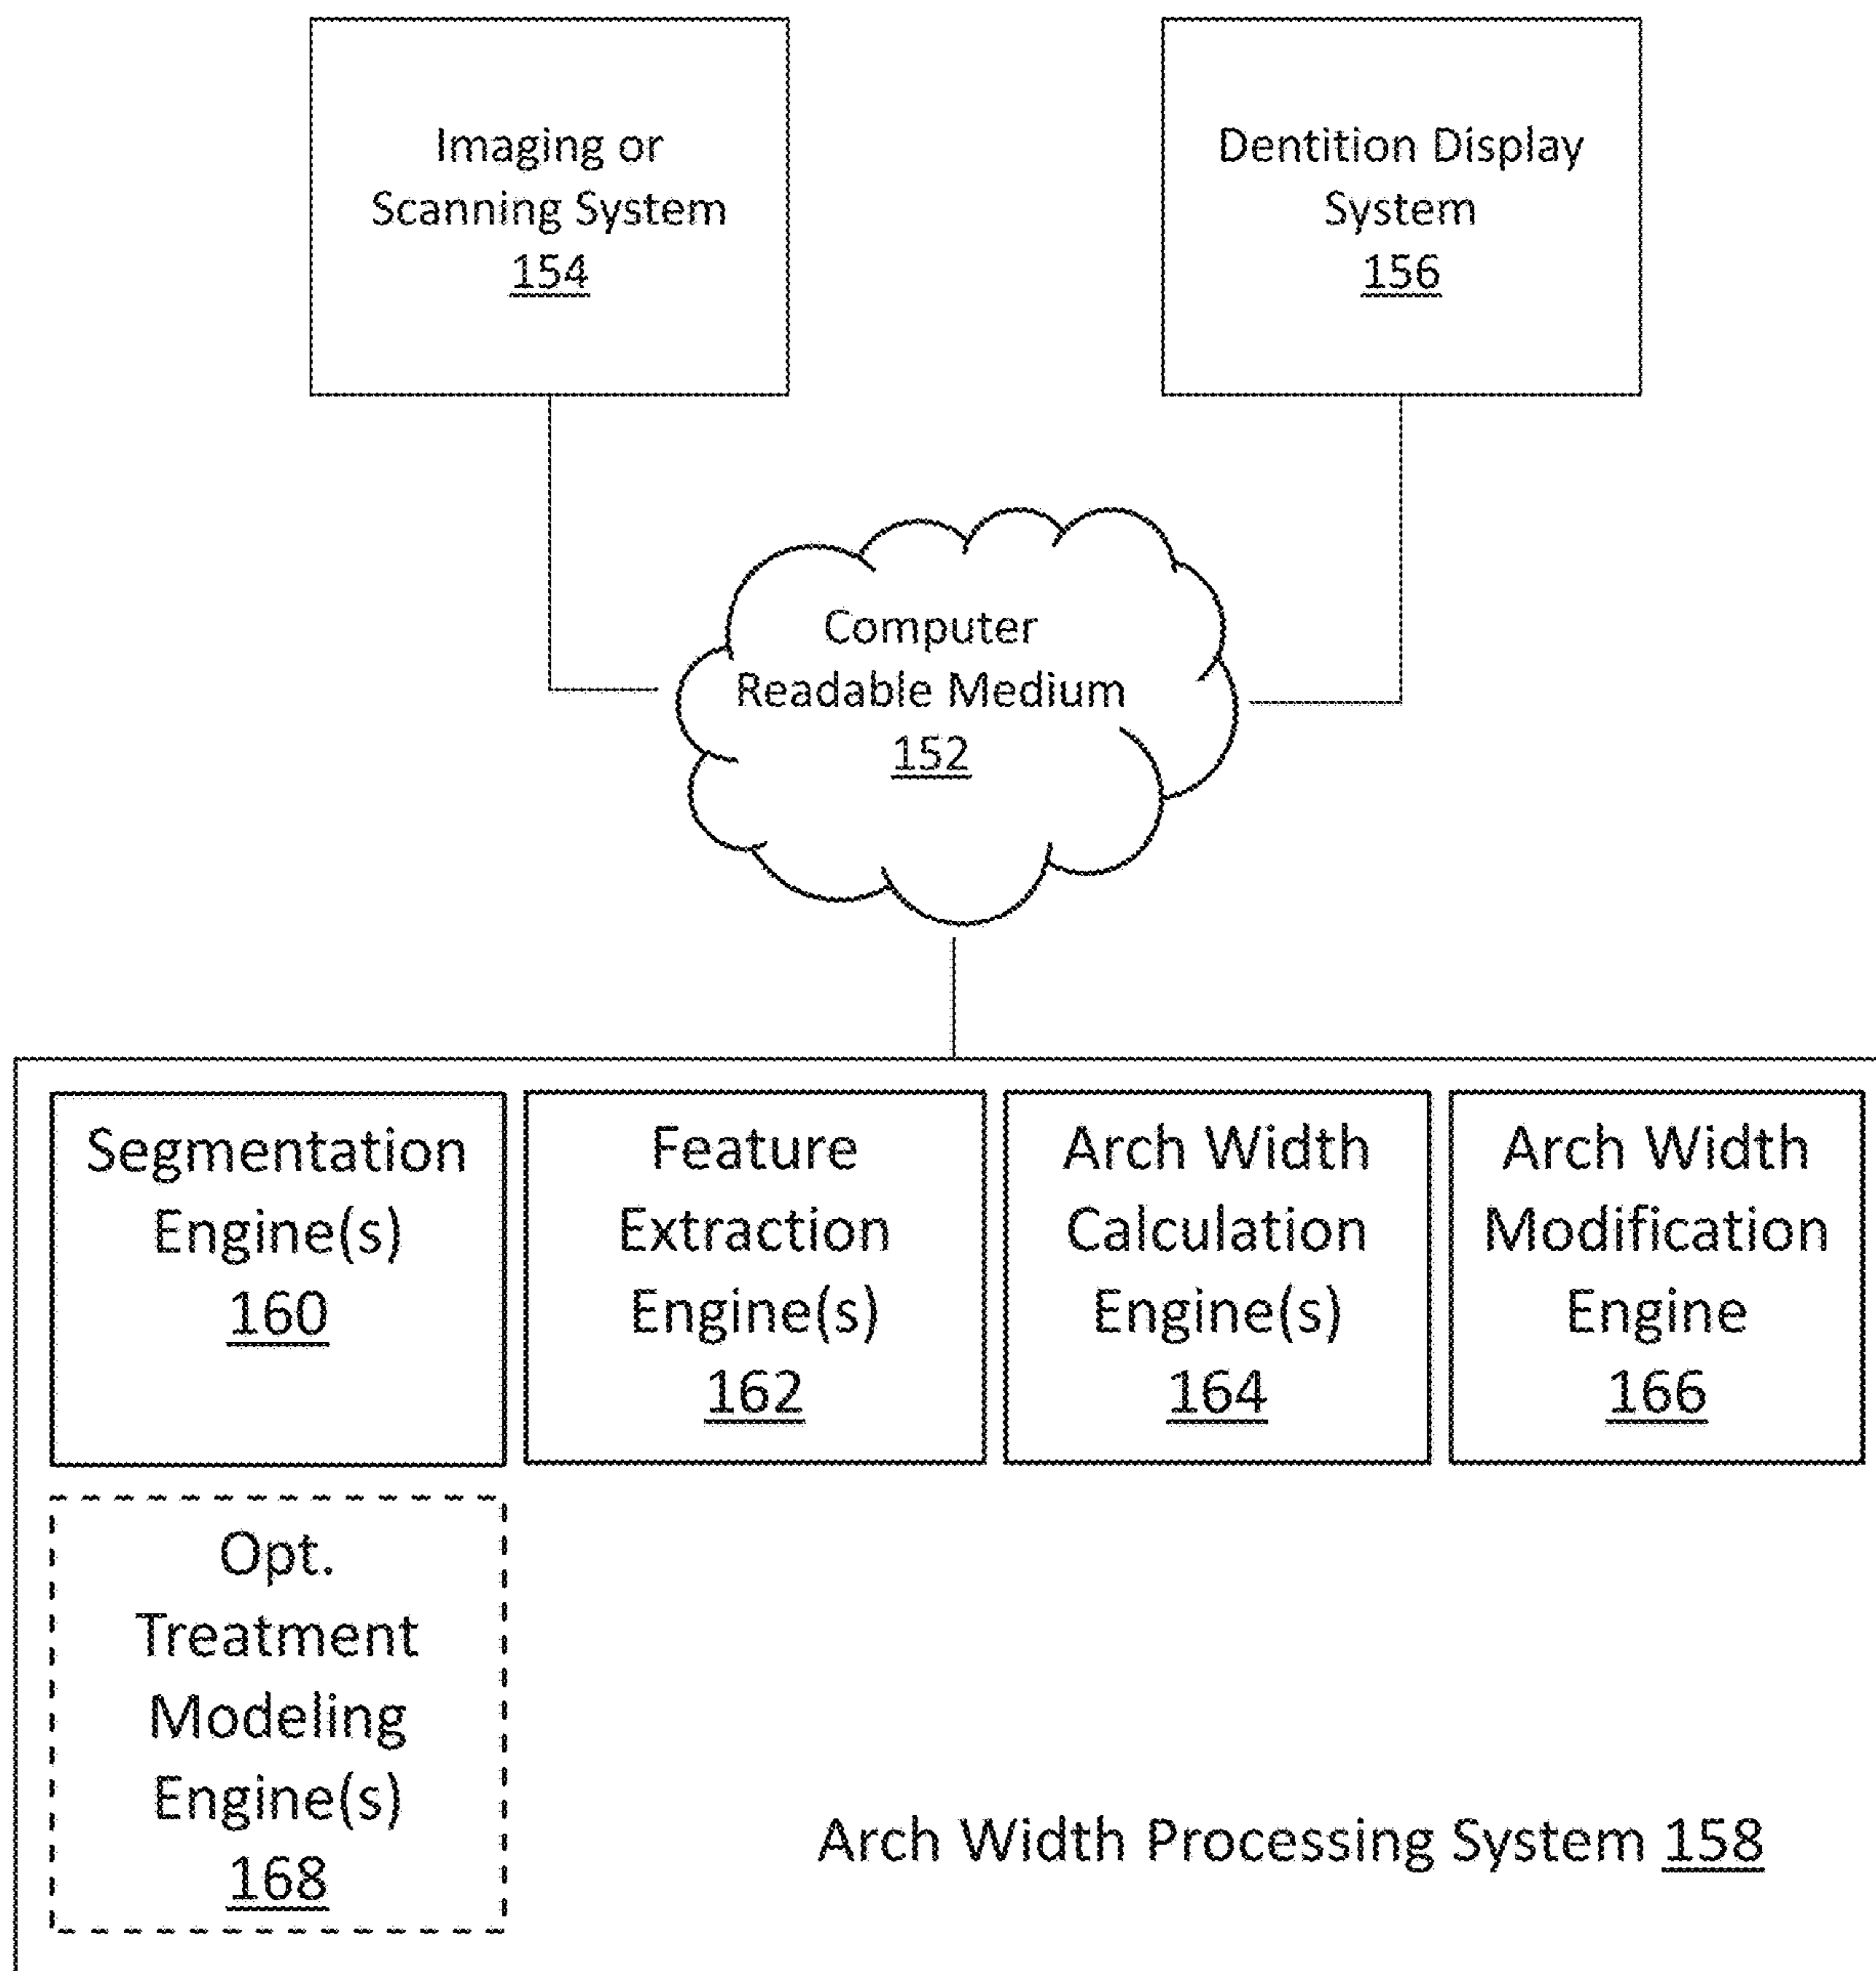 Imaging or
Scanning System
154
Dentition Display
System
156
Computer
Readable Medium
152
Segmentation
Engine(s)
160
Feature
Extraction
Engine(s)
162
Arch Width
Calculation
Engine(s)
164
Arch Width
Modification
Engine
166
Opt.
Treatment
Modeling
Engine(s)
168
Arch Width Processing System 158